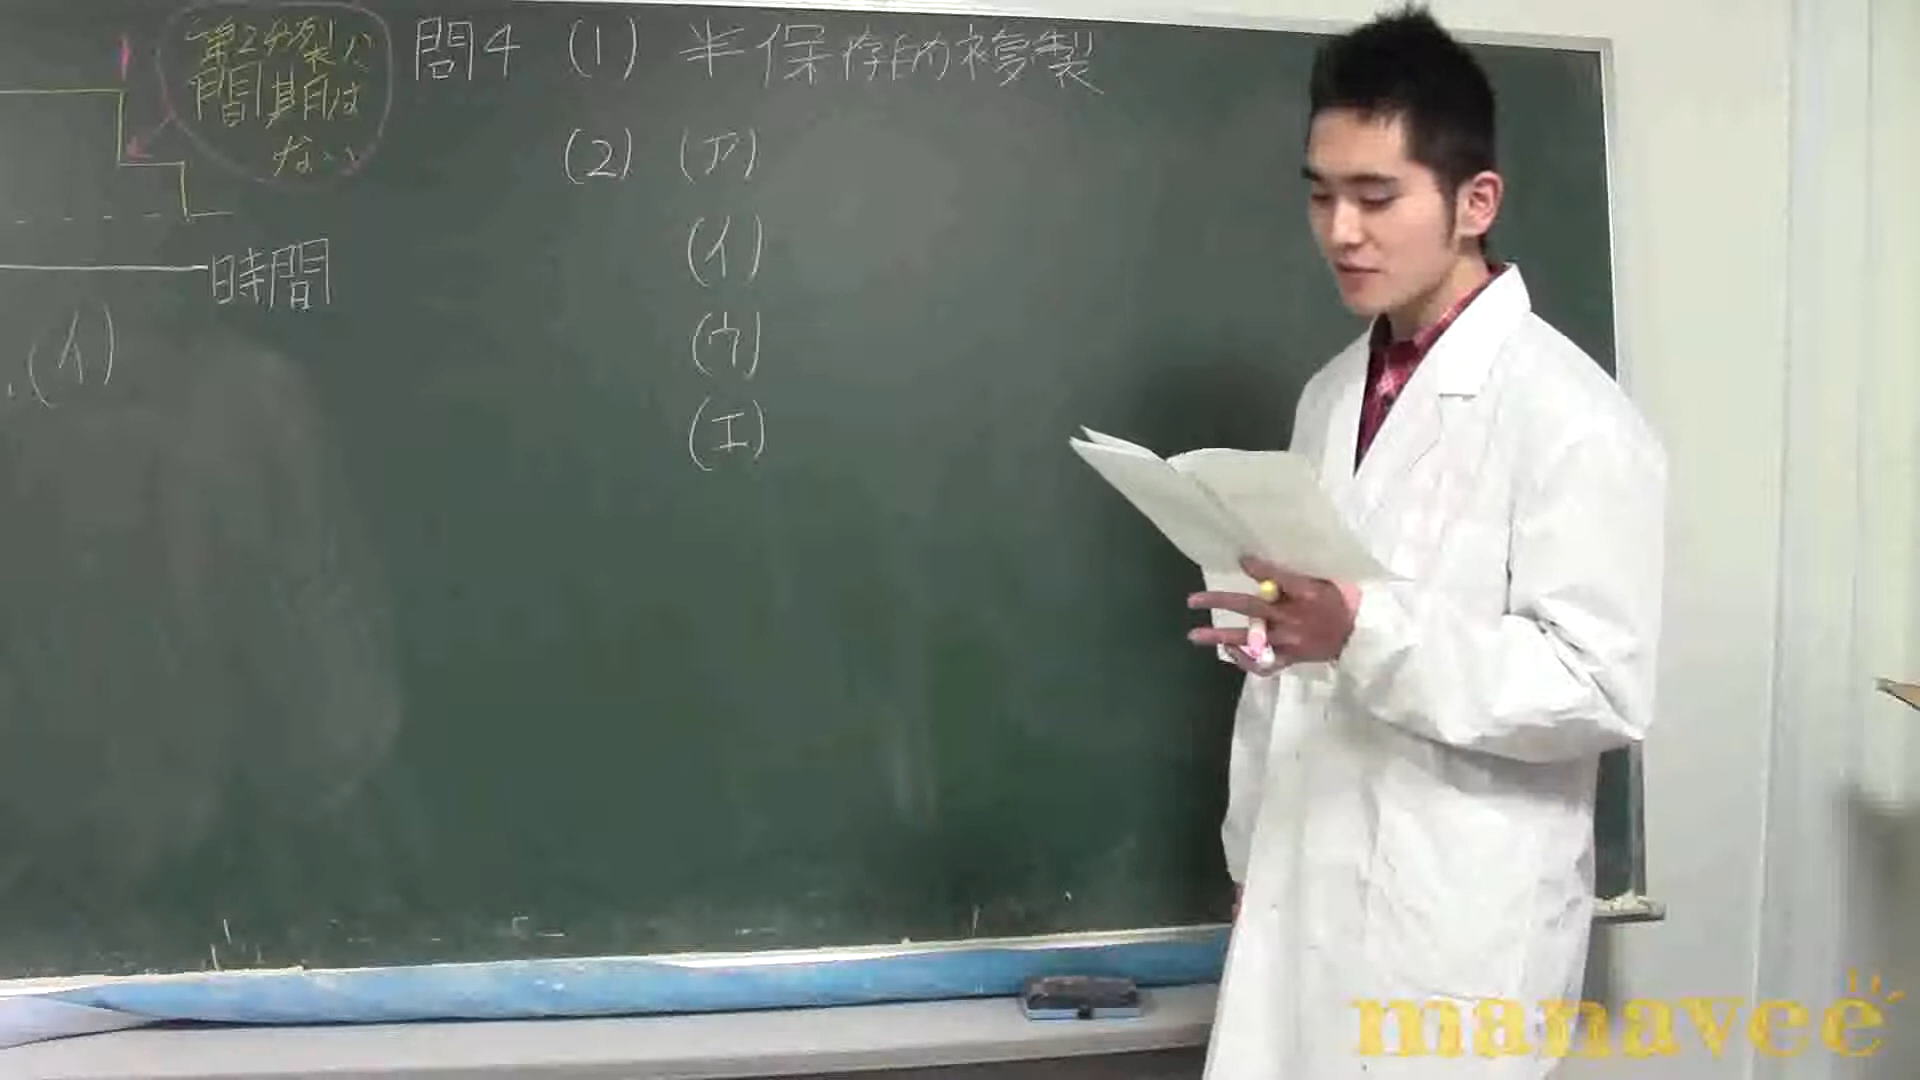 第2分裂に
間期は
ない
時間
(イ)
問4 (1) 半保存的複製
(2) (ア)
(イ)
(ウ)
(エ)
manavee